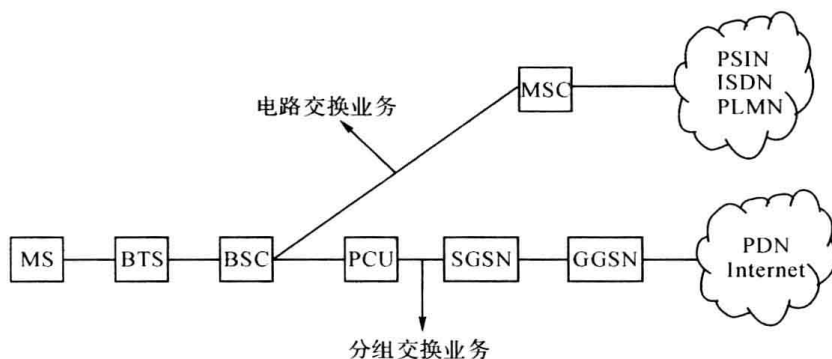 PSIN
ISDN
PLMN
MSC
电路交换业务
MS
BTS
BSC
PCU
SGSN
GGSN
PDN
Internet
分组交换业务